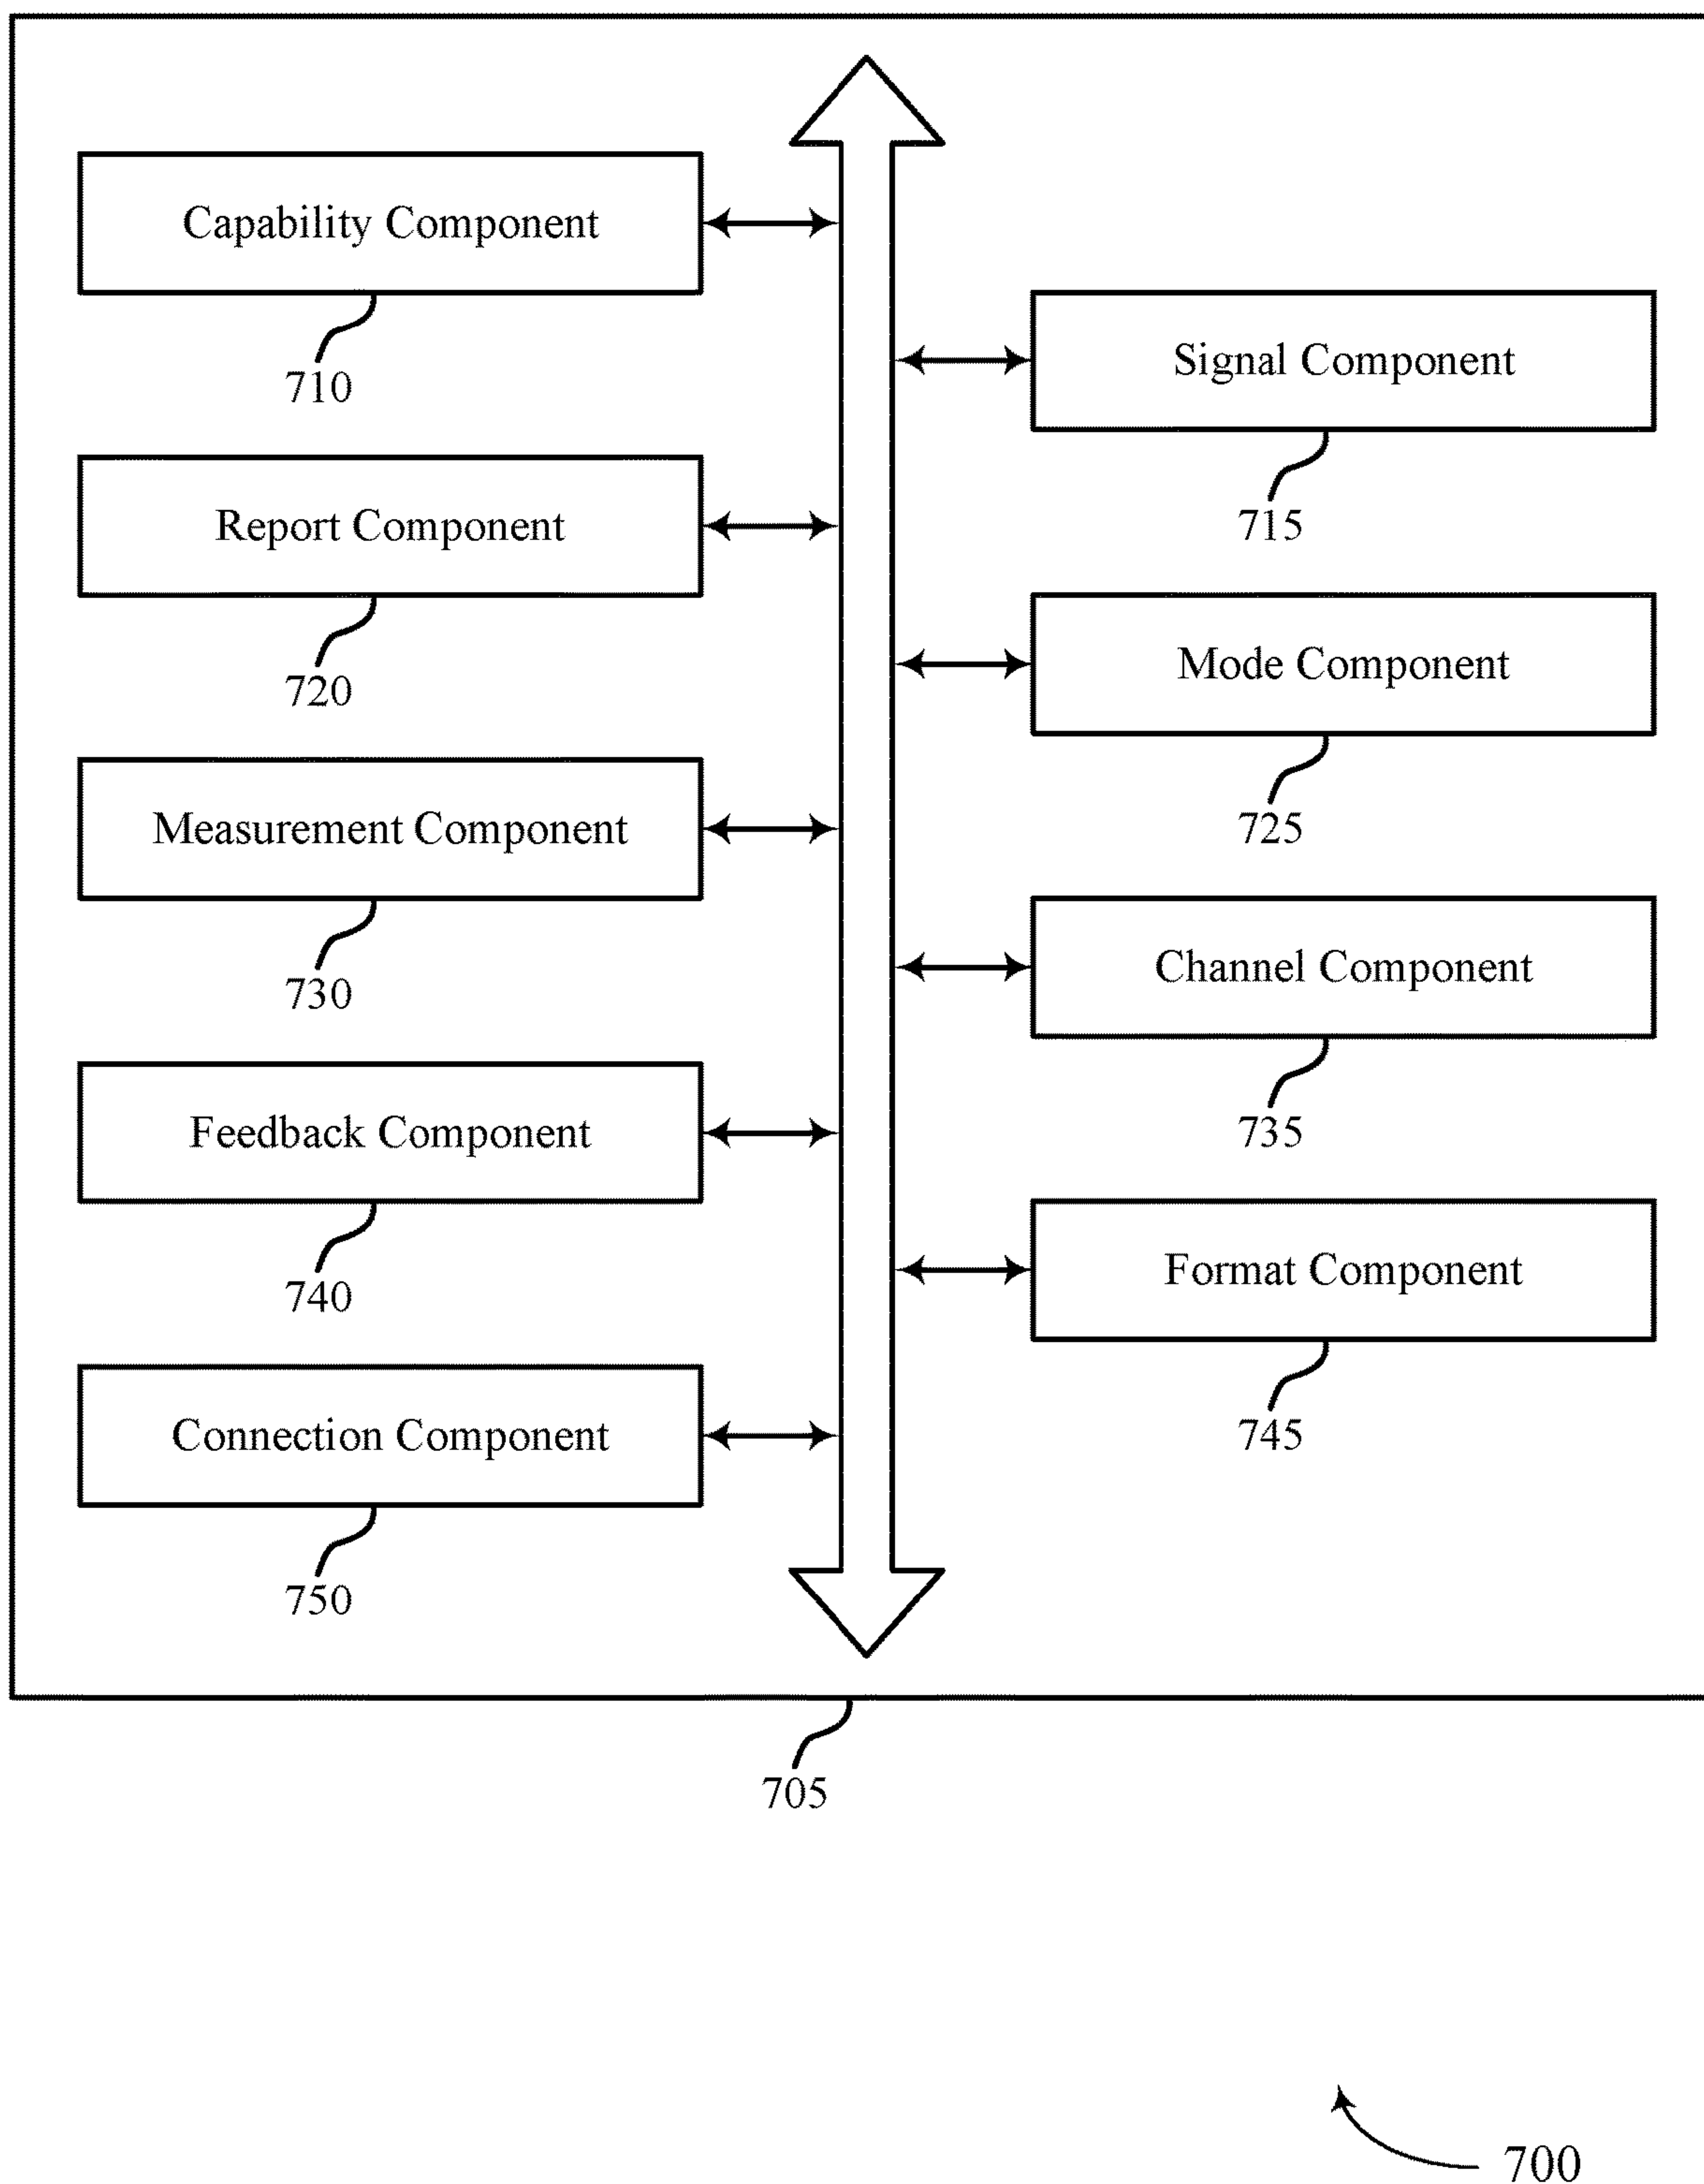 Capability Component
710
Signal Component
715
Report Component
720
Mode Component
725
Measurement Component
730
Channel Component
735
Feedback Component
740
Format Component
745
Connection Component
750
705
700